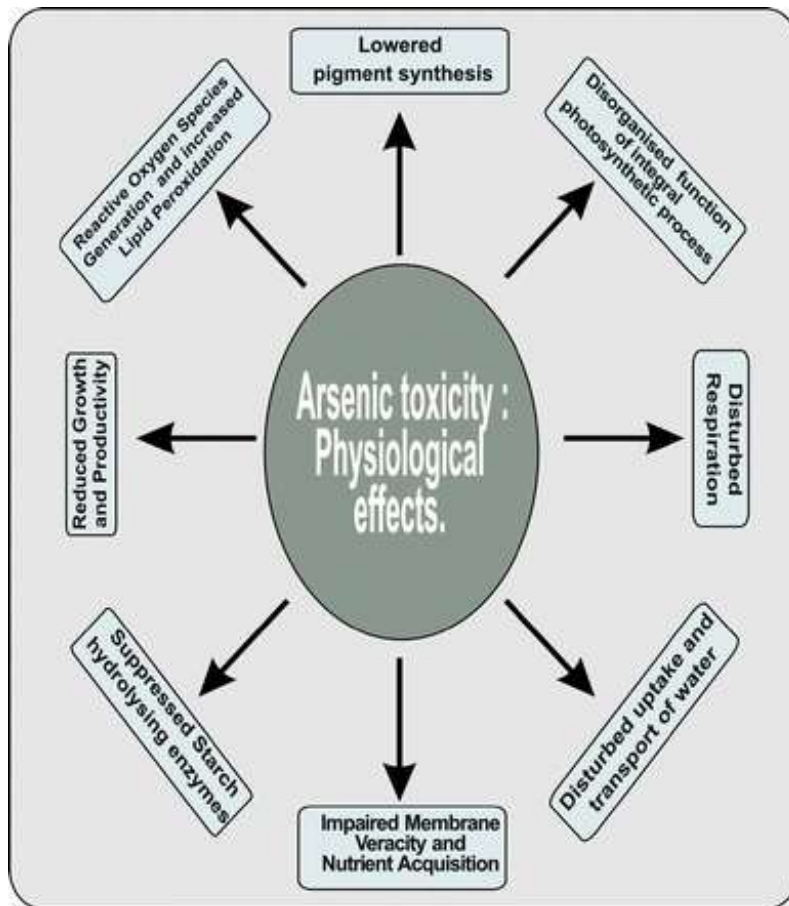 Lowered
pigment synthesis
Disorganised function
of integral
photosynthetic process
Disturbed
Respiration
Disturbed uptake and
transport of water
Impaired Membrane
Veracity and
Nutrient Acquisition
Suppressed Starch
hydrolysing enzymes
Reduced Growth
and Productivity
Reactive Oxygen Species
Generation and increased
Lipid Peroxidation
Arsenic toxicity :
Physiological
effects.